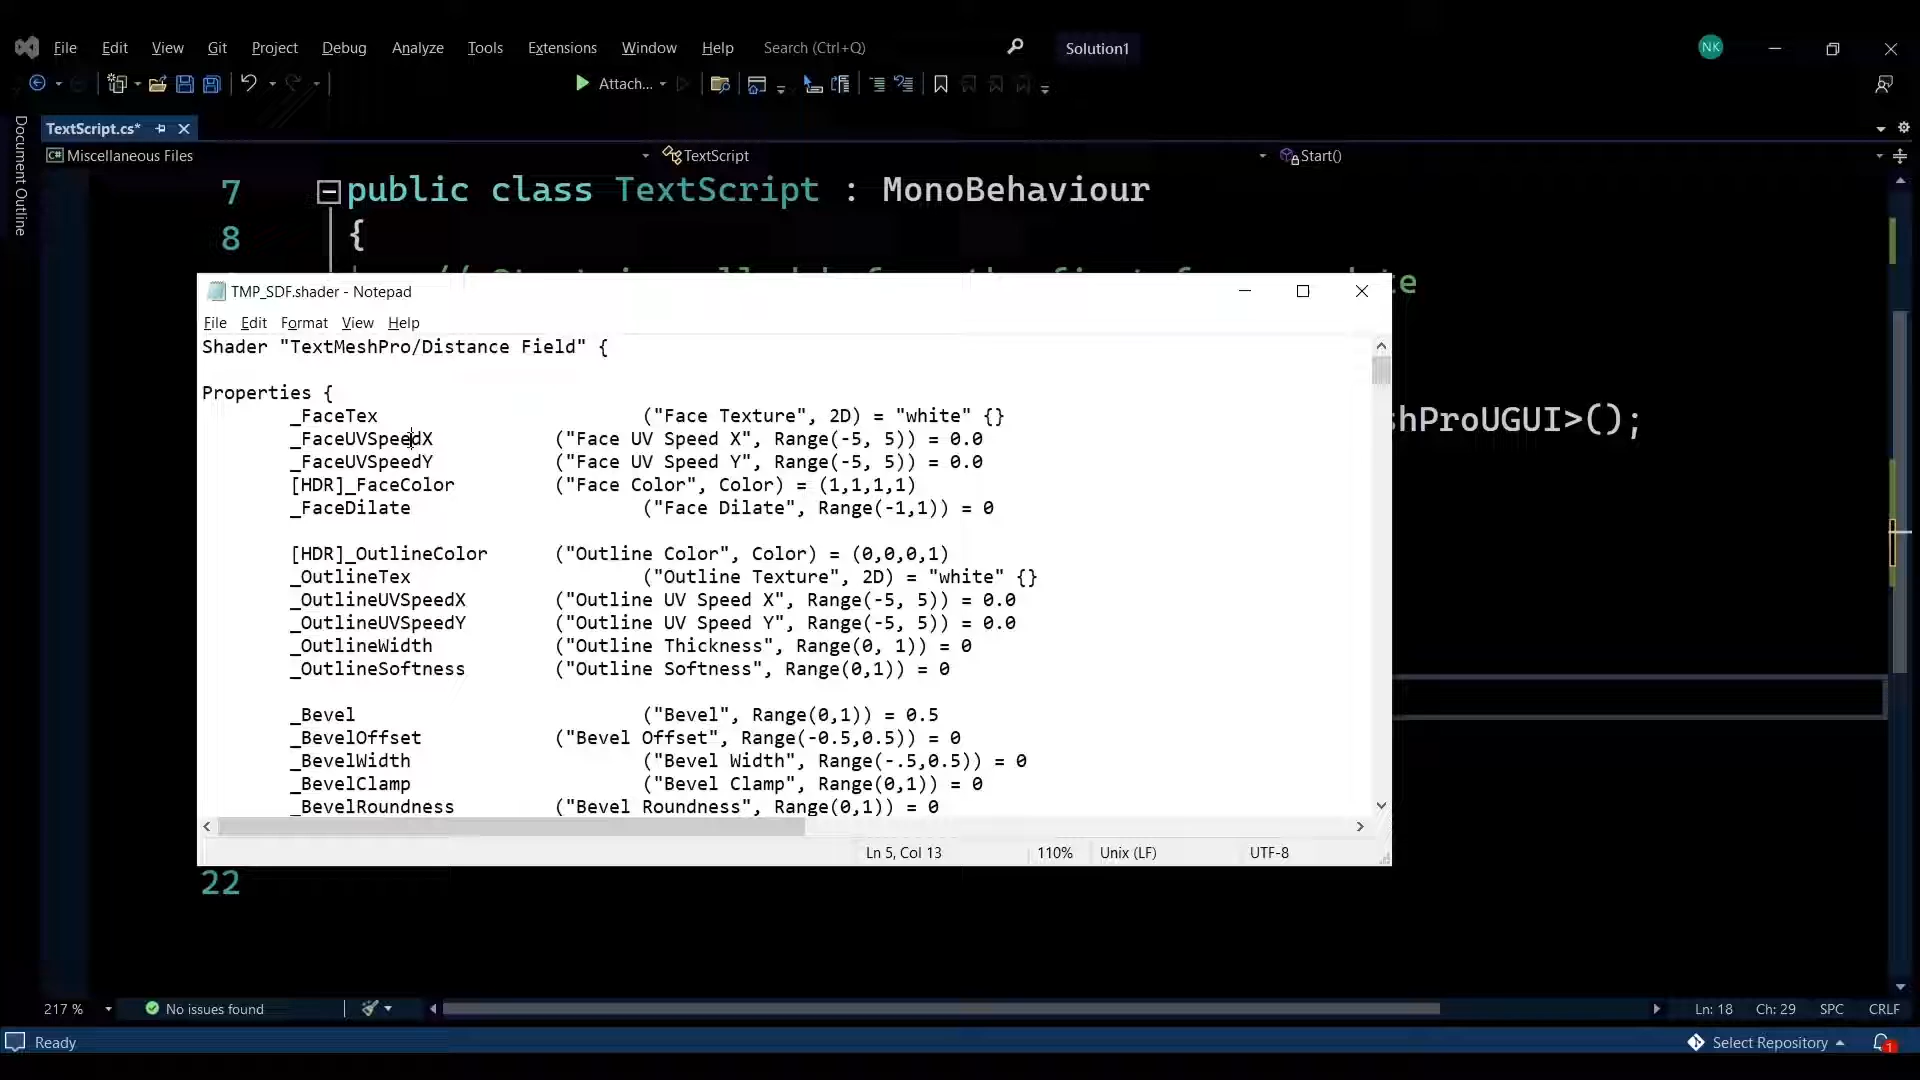 File Edit View Git Project Debug Analyze Tools Extensions Window Help Search (Ctrl+Q) Solution1 NK
Attach...
Document Outline
TextScript.cs*
C# Miscellaneous Files TextScript Start()
7 public class TextScript : MonoBehaviour
8 {
TMP_SDF.shader - Notepad
File Edit Format View Help
Shader "TextMeshPro/Distance Field" {
Properties {
_FaceTex ("Face Texture", 2D) = "white" {}
_FaceUVSpeedX ("Face UV Speed X", Range(-5, 5)) = 0.0
_FaceUVSpeedY ("Face UV Speed Y", Range(-5, 5)) = 0.0
[HDR]_FaceColor ("Face Color", Color) = (1,1,1,1)
_FaceDilate ("Face Dilate", Range(-1,1)) = 0
[HDR]_OutlineColor ("Outline Color", Color) = (0,0,0,1)
_OutlineTex ("Outline Texture", 2D) = "white" {}
_OutlineUVSpeedX ("Outline UV Speed X", Range(-5, 5)) = 0.0
_OutlineUVSpeedY ("Outline UV Speed Y", Range(-5, 5)) = 0.0
_OutlineWidth ("Outline Thickness", Range(0, 1)) = 0
_OutlineSoftness ("Outline Softness", Range(0,1)) = 0
_Bevel ("Bevel", Range(0,1)) = 0.5
_BevelOffset ("Bevel Offset", Range(-0.5,0.5)) = 0
_BevelWidth ("Bevel Width", Range(-.5,0.5)) = 0
_BevelClamp ("Bevel Clamp", Range(0,1)) = 0
_BevelRoundness ("Bevel Roundness", Range(0,1)) = 0
Ln 5, Col 13 110% Unix (LF) UTF-8
te
hProUGUI>();
22
217 % No issues found Ln: 18 Ch: 29 SPC CRLF
Ready Select Repository 1